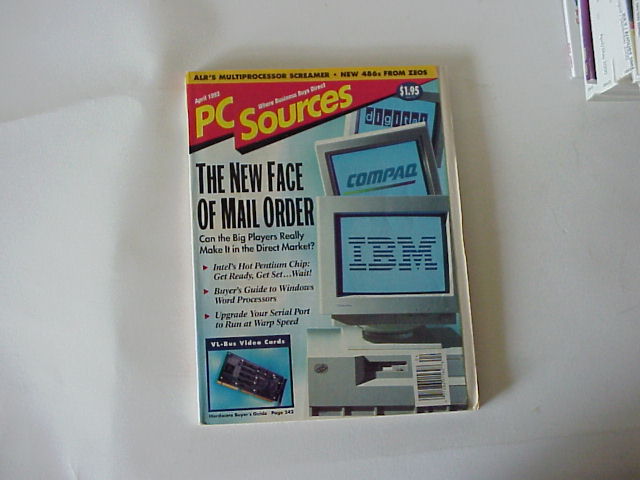 ALR'S MULTIPROCESSOR SCREAMER • NEW 486s FROM ZEOS
April 1993
Where Business Buys Direct
$1.95
PC Sources
digital
COMPAQ
IBM
THE NEW FACE
OF MAIL ORDER
Can the Big Players Really
Make It in the Direct Market?
Intel's Hot Pentium Chip:
Get Ready, Get Set...Wait!
Buyer's Guide to Windows
Word Processors
Upgrade Your Serial Port
to Run at Warp Speed
VL-Bus Video Cards
Hardware Buyer's Guide • Page 242